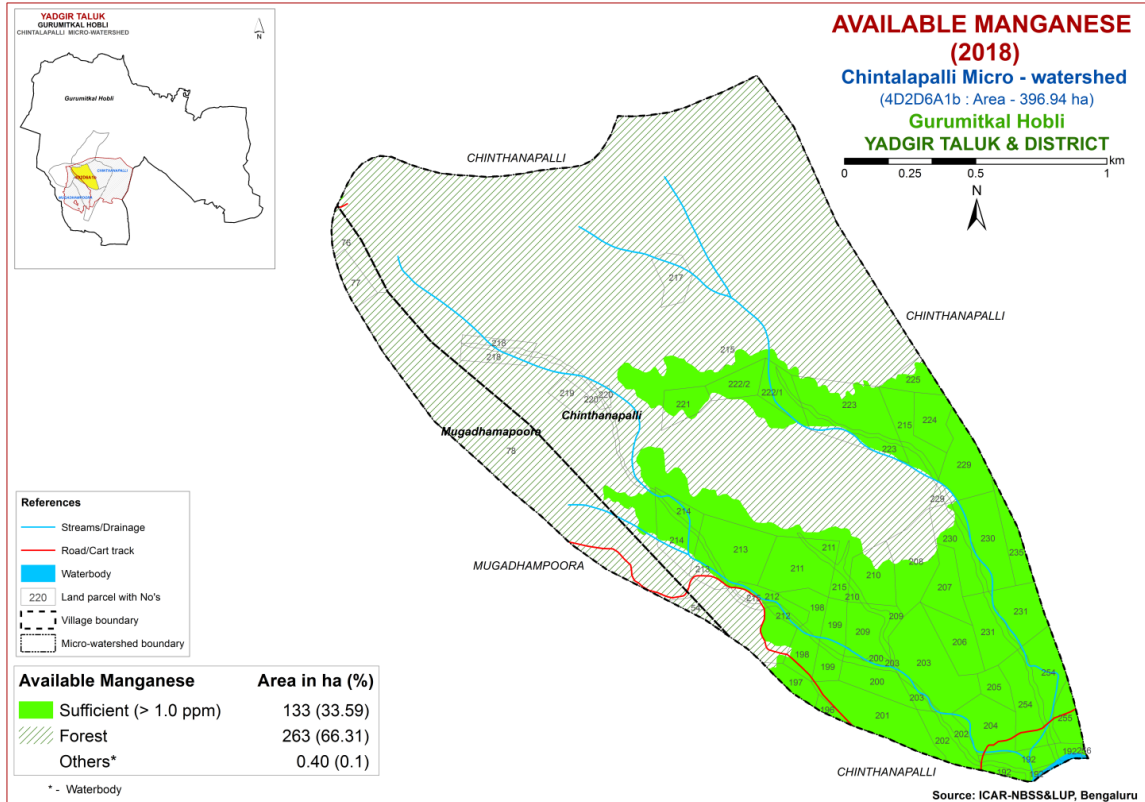 YADGIR TALUK
GURUMITKAL HOBLI
CHINTALAPALLI MICRO-WATERSHED
N
Gurumitkal Hobli
CHINTHANAPALLI
4D2D6A1b
MUGADHAMPOOR
AVAILABLE MANGANESE
(2018)
Chintalapalli Micro - watershed
(4D2D6A1b : Area - 396.94 ha)
Gurumitkal Hobli
YADGIR TALUK & DISTRICT
km
0 0.25 0.5 1
N
CHINTHANAPALLI
76
77
217
CHINTHANAPALLI
218
218
215
225
222/2
222/1
219
220
220
221
223
224
215
Chinthanapalli
Mugadhamapoora
78
223
229
229
214
214
213
211
230
230
235
208
MUGADHAMPOORA
213
211
210
215
207
54
212
212
198
210
209
231
212
199
209
206
231
198
199
200
203
203
254
197
200
205
203
254
196
201
204
255
202
202
192
192
256
192
CHINTHANAPALLI
References
Streams/Drainage
Road/Cart track
Waterbody
220 Land parcel with No's
Village boundary
Micro-watershed boundary
Available Manganese Area in ha (%)
Sufficient (> 1.0 ppm) 133 (33.59)
Forest 263 (66.31)
Others* 0.40 (0.1)
* - Waterbody
Source: ICAR-NBSS&LUP, Bengaluru